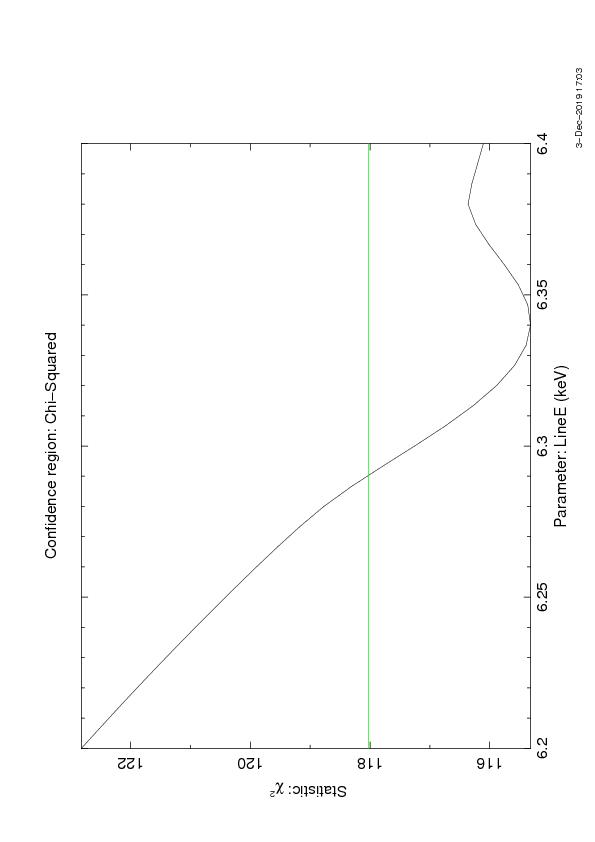 Confidence region: Chi−Squared
Statistic: χ²
122
120
118
116
6.2
6.25
6.3
6.35
6.4
Parameter: LineE (keV)
3−Dec−2019 17:03